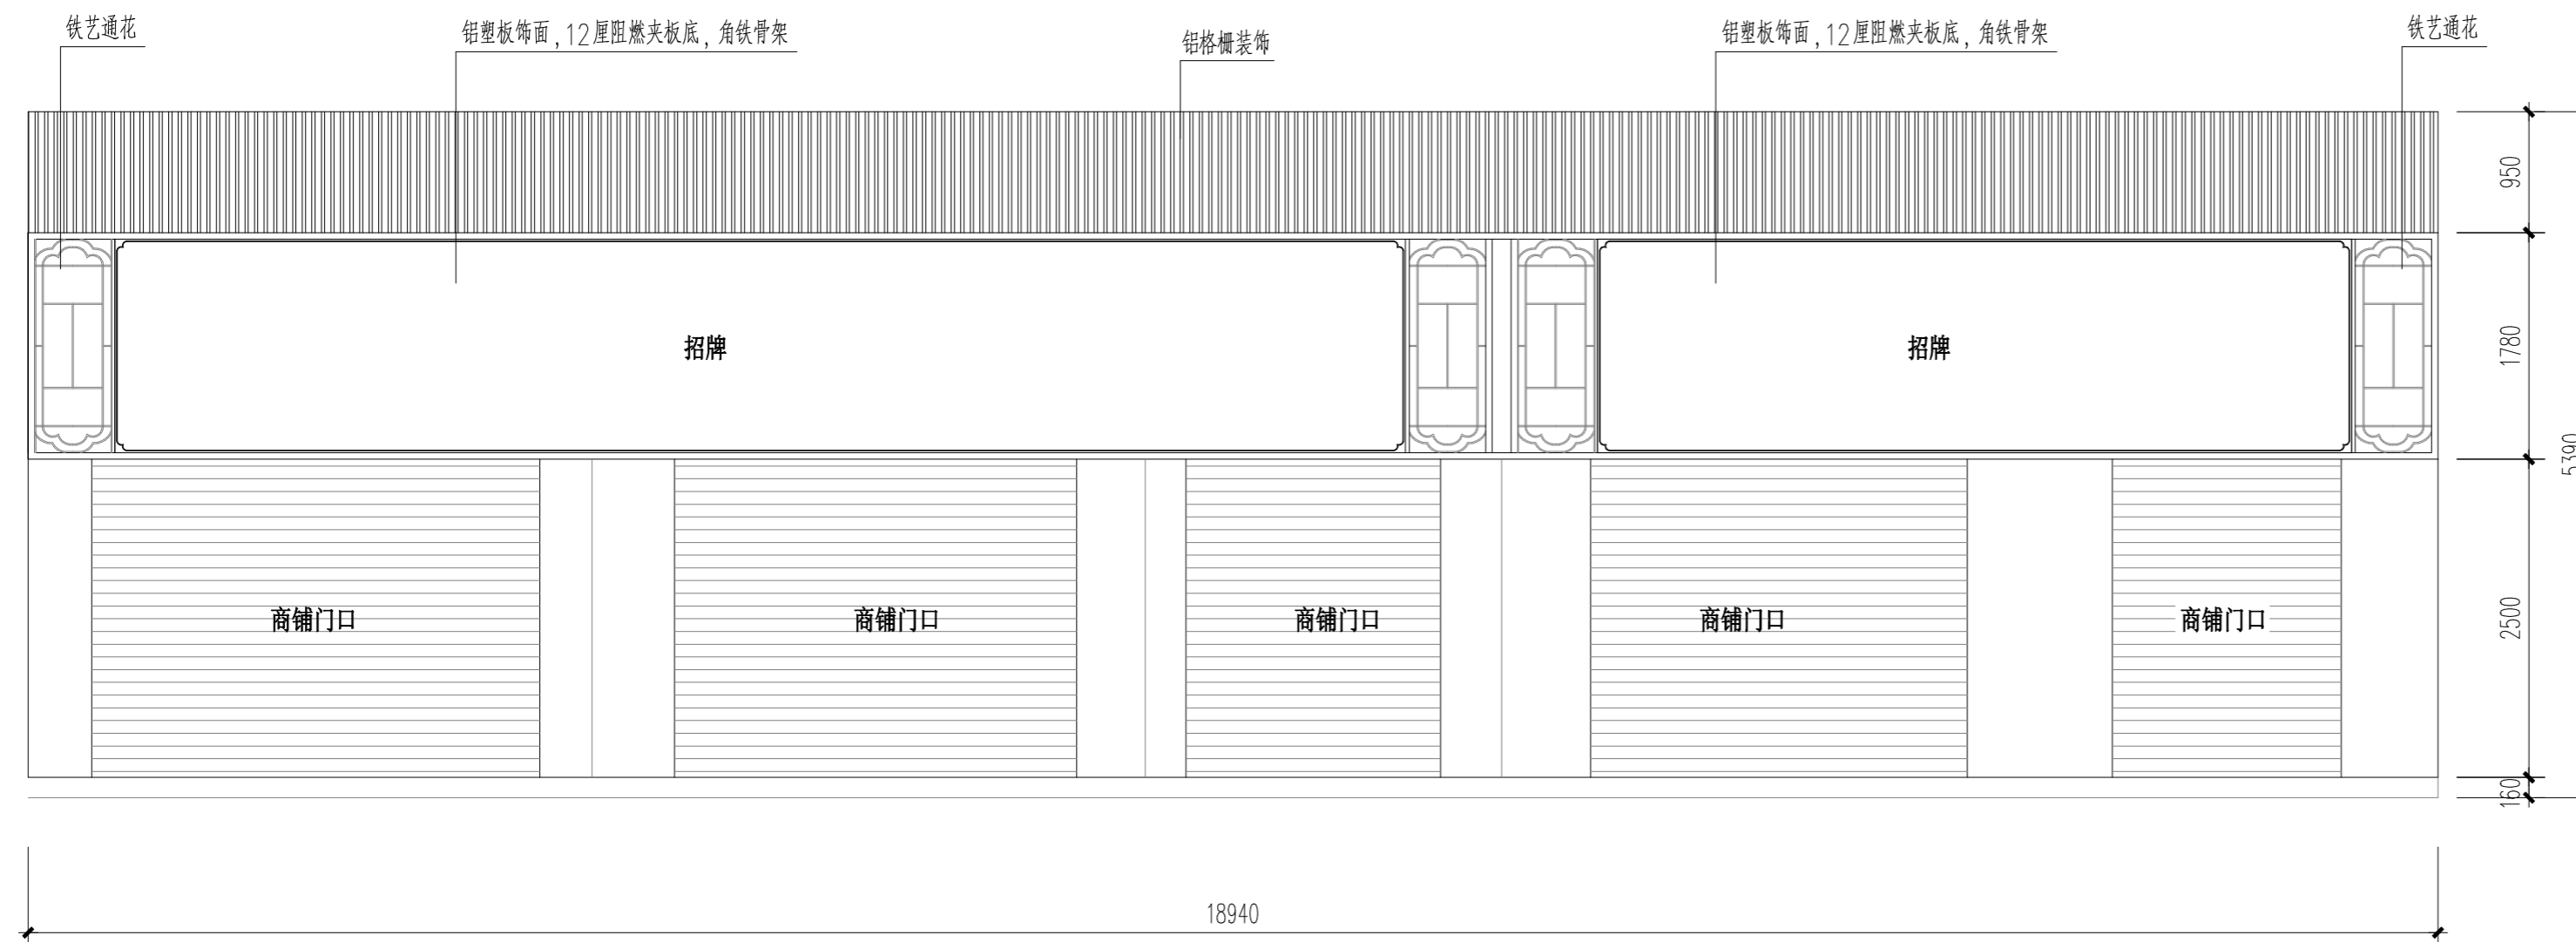 铁艺通花
铝塑板饰面,12厘阻燃夹板底,角铁骨架
铝格栅装饰
铝塑板饰面,12厘阻燃夹板底,角铁骨架
铁艺通花
950
招牌
招牌
1780
5390
商铺门口
商铺门口
商铺门口
商铺门口
商铺门口
2500
160
18940